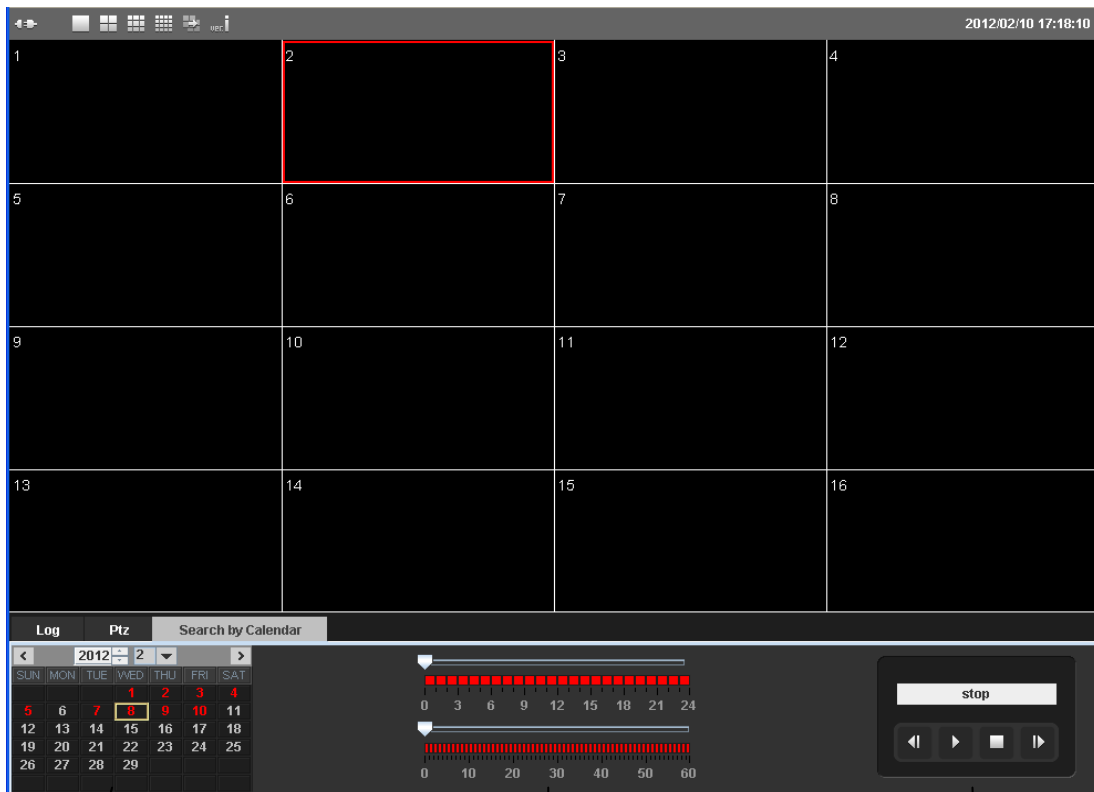 ver. i 2012/02/10 17:18:10
1 2 3 4
5 6 7 8
9 10 11 12
13 14 15 16
Log Ptz Search by Calendar
2012 2
SUN MON TUE WED THU FRI SAT
1 2 3 4
5 6 7 8 9 10 11
12 13 14 15 16 17 18
19 20 21 22 23 24 25
26 27 28 29
0 3 6 9 12 15 18 21 24
0 10 20 30 40 50 60
stop